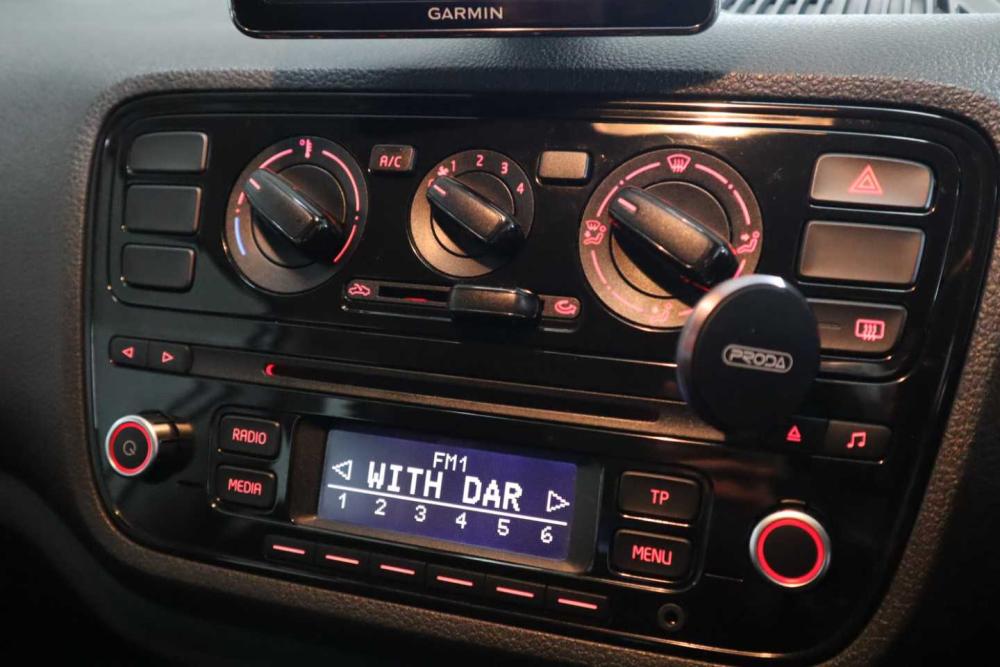 GARMIN
A/C
1 2 3 4
PRODA
RADIO
MEDIA
FM1
WITH DAR
1 2 3 4 5 6
TP
MENU